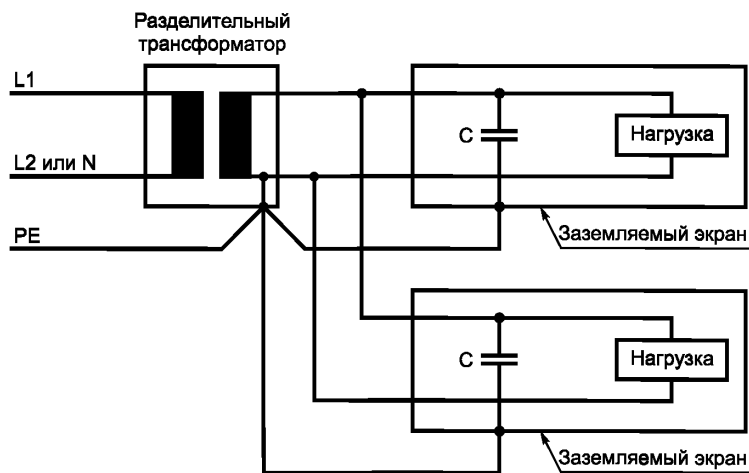 Разделительный
трансформатор
L1
C
Нагрузка
L2 или N
PE
Заземляемый экран
C
Нагрузка
Заземляемый экран